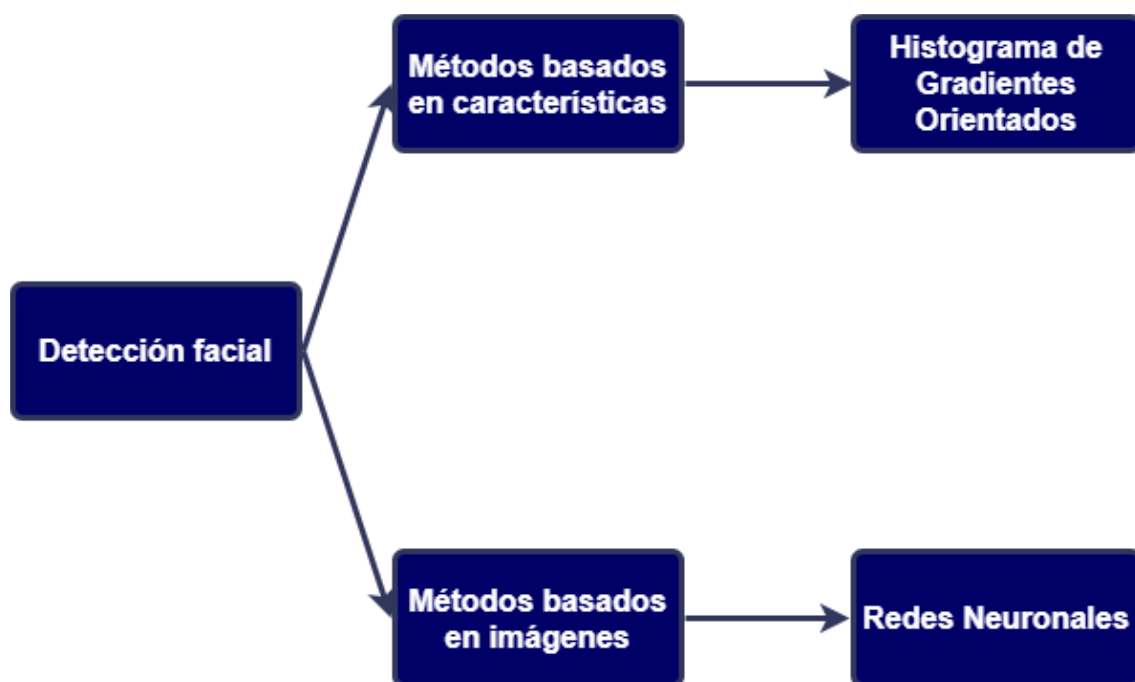 Métodos basados
en características
Histograma de
Gradientes
Orientados
Detección facial
Métodos basados
en imágenes
Redes Neuronales